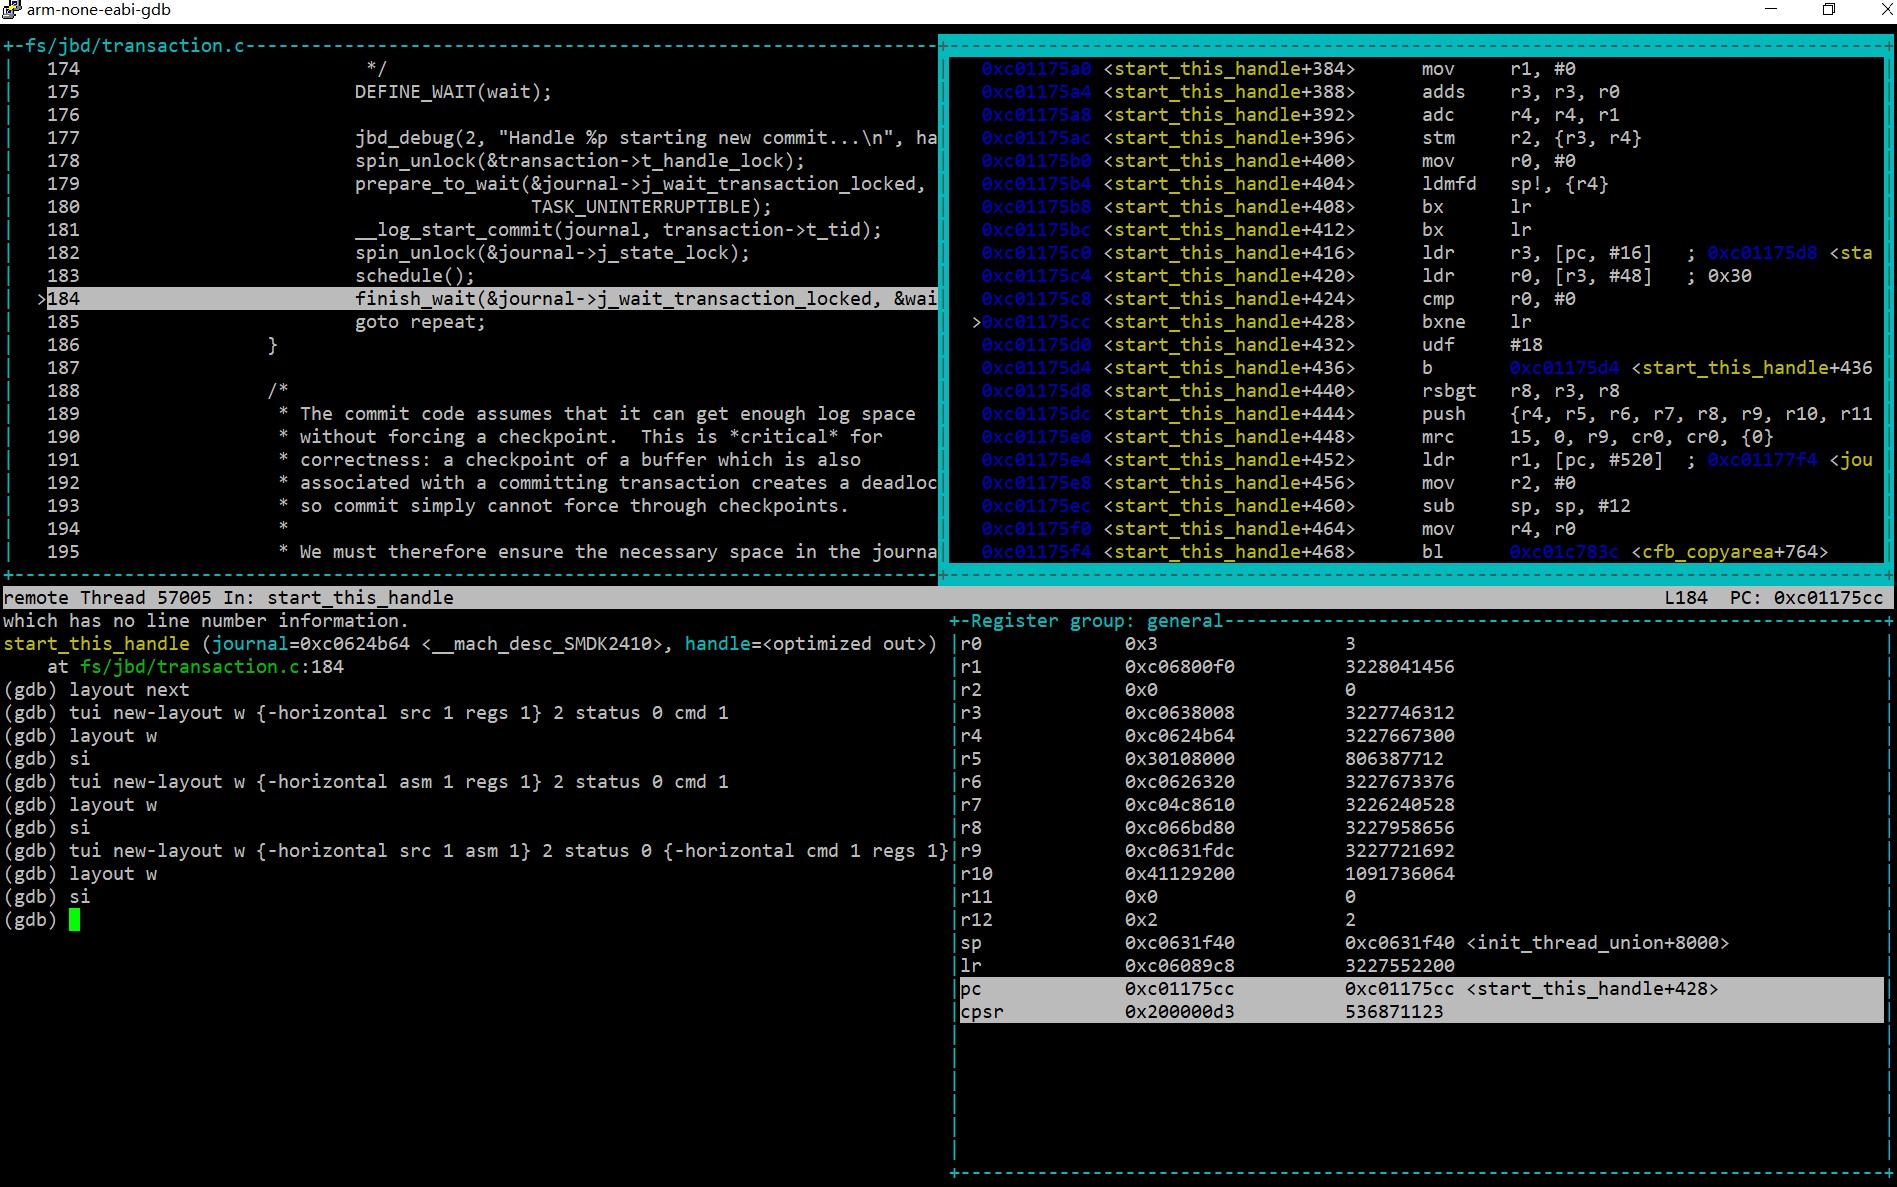 arm-none-eabi-gdb
+-fs/jbd/transaction.c
174 */
175 DEFINE_WAIT(wait);
176
177 jbd_debug(2, "Handle %p starting new commit...\n", ha
178 spin_unlock(&transaction->t_handle_lock);
179 prepare_to_wait(&journal->j_wait_transaction_locked,
180 TASK_UNINTERRUPTIBLE);
181 __log_start_commit(journal, transaction->t_tid);
182 spin_unlock(&journal->j_state_lock);
183 schedule();
>184 finish_wait(&journal->j_wait_transaction_locked, &wai
185 goto repeat;
186 }
187
188 /*
189 * The commit code assumes that it can get enough log space
190 * without forcing a checkpoint.  This is *critical* for
191 * correctness: a checkpoint of a buffer which is also
192 * associated with a committing transaction creates a deadloc
193 * so commit simply cannot force through checkpoints.
194 *
195 * We must therefore ensure the necessary space in the journa
0xc01175a0 <start_this_handle+384> mov r1, #0
0xc01175a4 <start_this_handle+388> adds r3, r3, r0
0xc01175a8 <start_this_handle+392> adc r4, r4, r1
0xc01175ac <start_this_handle+396> stm r2, {r3, r4}
0xc01175b0 <start_this_handle+400> mov r0, #0
0xc01175b4 <start_this_handle+404> ldmfd sp!, {r4}
0xc01175b8 <start_this_handle+408> bx lr
0xc01175bc <start_this_handle+412> bx lr
0xc01175c0 <start_this_handle+416> ldr r3, [pc, #16] ; 0xc01175d8 <sta
0xc01175c4 <start_this_handle+420> ldr r0, [r3, #48] ; 0x30
0xc01175c8 <start_this_handle+424> cmp r0, #0
>0xc01175cc <start_this_handle+428> bxne lr
0xc01175d0 <start_this_handle+432> udf #18
0xc01175d4 <start_this_handle+436> b 0xc01175d4 <start_this_handle+436
0xc01175d8 <start_this_handle+440> rsbgt r8, r3, r8
0xc01175dc <start_this_handle+444> push {r4, r5, r6, r7, r8, r9, r10, r11
0xc01175e0 <start_this_handle+448> mrc 15, 0, r9, cr0, cr0, {0}
0xc01175e4 <start_this_handle+452> ldr r1, [pc, #520] ; 0xc01177f4 <jou
0xc01175e8 <start_this_handle+456> mov r2, #0
0xc01175ec <start_this_handle+460> sub sp, sp, #12
0xc01175f0 <start_this_handle+464> mov r4, r0
0xc01175f4 <start_this_handle+468> bl 0xc01c783c <cfb_copyarea+764>
remote Thread 57005 In: start_this_handle L184 PC: 0xc01175cc
which has no line number information.
start_this_handle (journal=0xc0624b64 <__mach_desc_SMDK2410>, handle=<optimized out>)
at fs/jbd/transaction.c:184
(gdb) layout next
(gdb) tui new-layout w {-horizontal src 1 regs 1} 2 status 0 cmd 1
(gdb) layout w
(gdb) si
(gdb) tui new-layout w {-horizontal asm 1 regs 1} 2 status 0 cmd 1
(gdb) layout w
(gdb) si
(gdb) tui new-layout w {-horizontal src 1 asm 1} 2 status 0 {-horizontal cmd 1 regs 1}
(gdb) layout w
(gdb) si
(gdb)
+-Register group: general
r0 0x3 3
r1 0xc06800f0 3228041456
r2 0x0 0
r3 0xc0638008 3227746312
r4 0xc0624b64 3227667300
r5 0x30108000 806387712
r6 0xc0626320 3227673376
r7 0xc04c8610 3226240528
r8 0xc066bd80 3227958656
r9 0xc0631fdc 3227721692
r10 0x41129200 1091736064
r11 0x0 0
r12 0x2 2
sp 0xc0631f40 0xc0631f40 <init_thread_union+8000>
lr 0xc06089c8 3227552200
pc 0xc01175cc 0xc01175cc <start_this_handle+428>
cpsr 0x200000d3 536871123